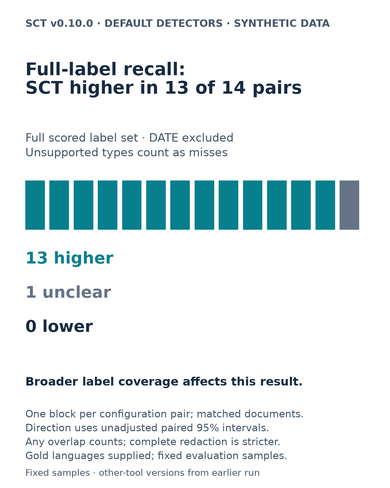 SCT v0.10.0 · DEFAULT DETECTORS · SYNTHETIC DATA
Full-label recall:
SCT higher in 13 of 14 pairs
Full scored label set · DATE excluded
Unsupported types count as misses
13 higher
1 unclear
0 lower
Broader label coverage affects this result.
One block per configuration pair; matched documents.
Direction uses unadjusted paired 95% intervals.
Any overlap counts; complete redaction is stricter.
Gold languages supplied; fixed evaluation samples.
Fixed samples · other-tool versions from earlier run